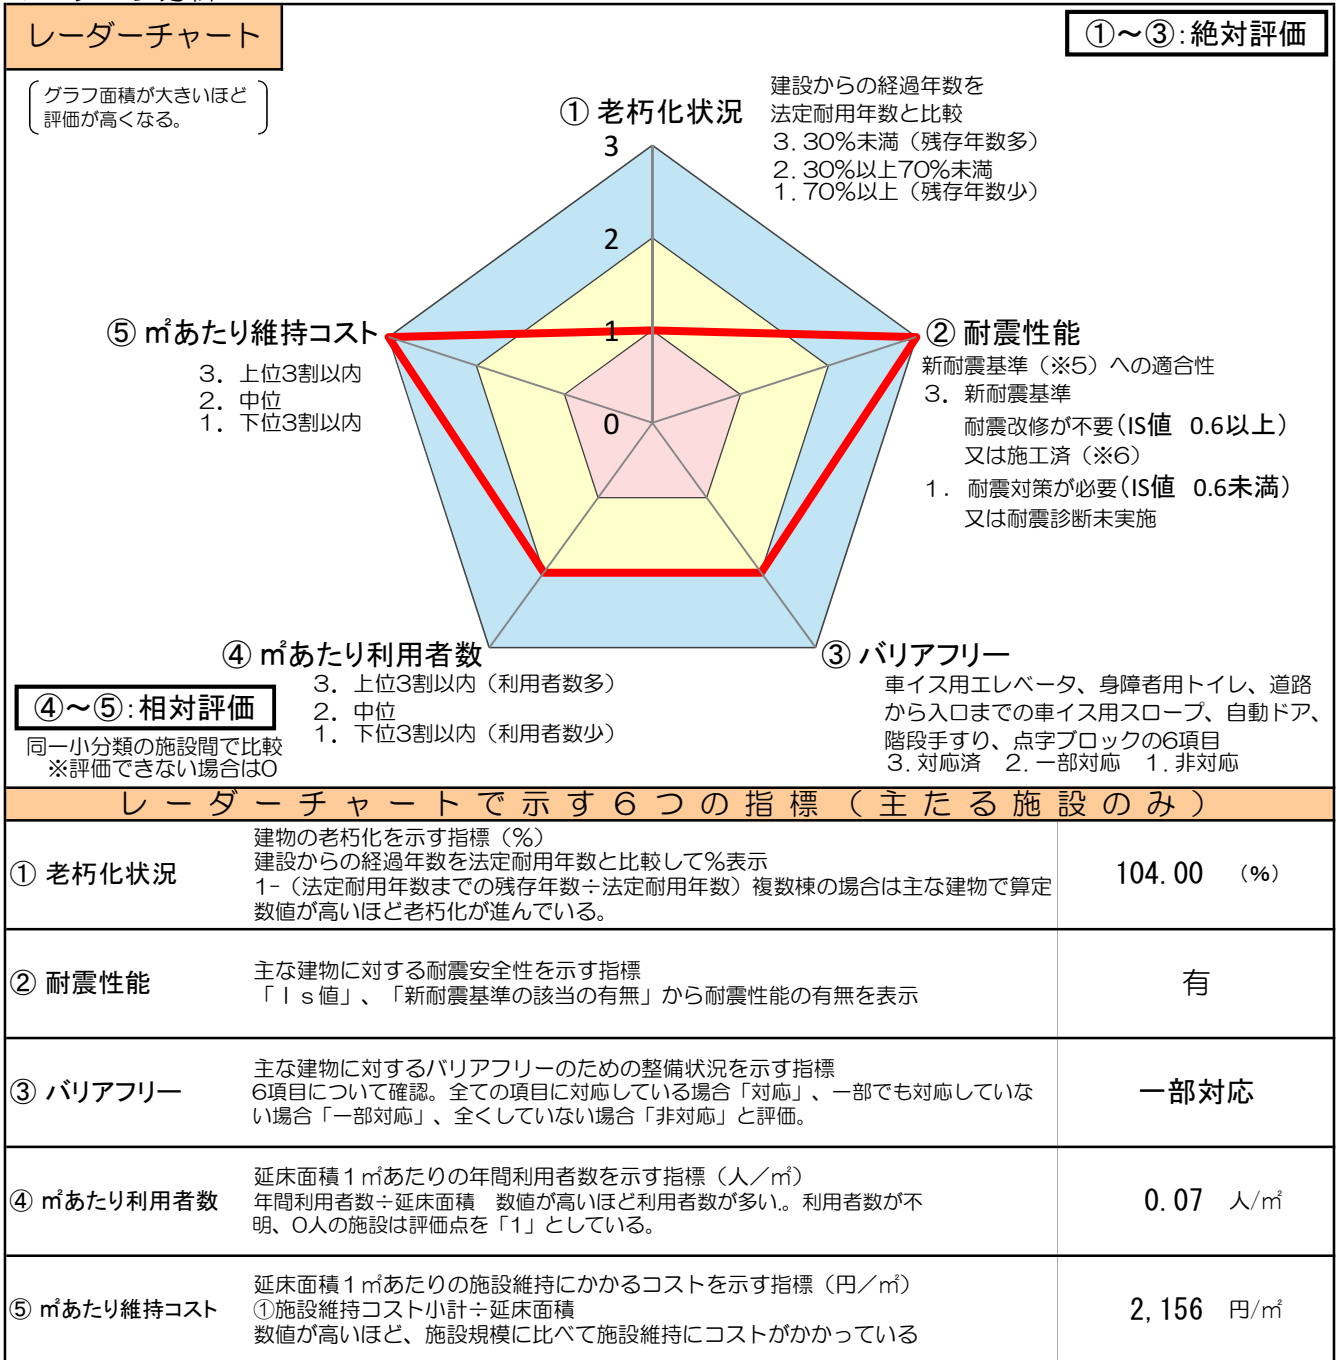 レーダーチャート
①～③:絶対評価
グラフ面積が大きいほど
評価が高くなる。
① 老朽化状況
建設からの経過年数を
法定耐用年数と比較
3. 30%未満（残存年数多）
2. 30%以上70%未満
1. 70%以上（残存年数少）
3
2
1
0
⑤ ㎡あたり維持コスト
3. 上位3割以内
2. 中位
1. 下位3割以内
② 耐震性能
新耐震基準（※5）への適合性
3. 新耐震基準
耐震改修が不要(IS値 0.6以上)
又は施工済（※6）
1. 耐震対策が必要(IS値 0.6未満)
又は耐震診断未実施
④ ㎡あたり利用者数
3. 上位3割以内（利用者数多）
2. 中位
1. 下位3割以内（利用者数少）
③ バリアフリー
車イス用エレベータ、身障者用トイレ、道路
から入口までの車イス用スロープ、自動ドア、
階段手すり、点字ブロックの6項目
3. 対応済 2. 一部対応 1. 非対応
④～⑤:相対評価
同一小分類の施設間で比較
※評価できない場合は0
レーダーチャートで示す６つの指標（主たる施設のみ）
① 老朽化状況
建物の老朽化を示す指標（%）
建設からの経過年数を法定耐用年数と比較して%表示
1-（法定耐用年数までの残存年数÷法定耐用年数）複数棟の場合は主な建物で算定
数値が高いほど老朽化が進んでいる。
104.00 （%）
② 耐震性能
主な建物に対する耐震安全性を示す指標
「Ｉｓ値」、「新耐震基準の該当の有無」から耐震性能の有無を表示
有
③ バリアフリー
主な建物に対するバリアフリーのための整備状況を示す指標
6項目について確認。全ての項目に対応している場合「対応」、一部でも対応していな
い場合「一部対応」、全くしていない場合「非対応」と評価。
一部対応
④ ㎡あたり利用者数
延床面積１㎡あたりの年間利用者数を示す指標（人／㎡）
年間利用者数÷延床面積 数値が高いほど利用者数が多い。利用者数が不
明、0人の施設は評価点を「1」としている。
0.07 人/㎡
⑤ ㎡あたり維持コスト
延床面積１㎡あたりの施設維持にかかるコストを示す指標（円／㎡）
①施設維持コスト小計÷延床面積
数値が高いほど、施設規模に比べて施設維持にコストがかかっている
2,156 円/㎡